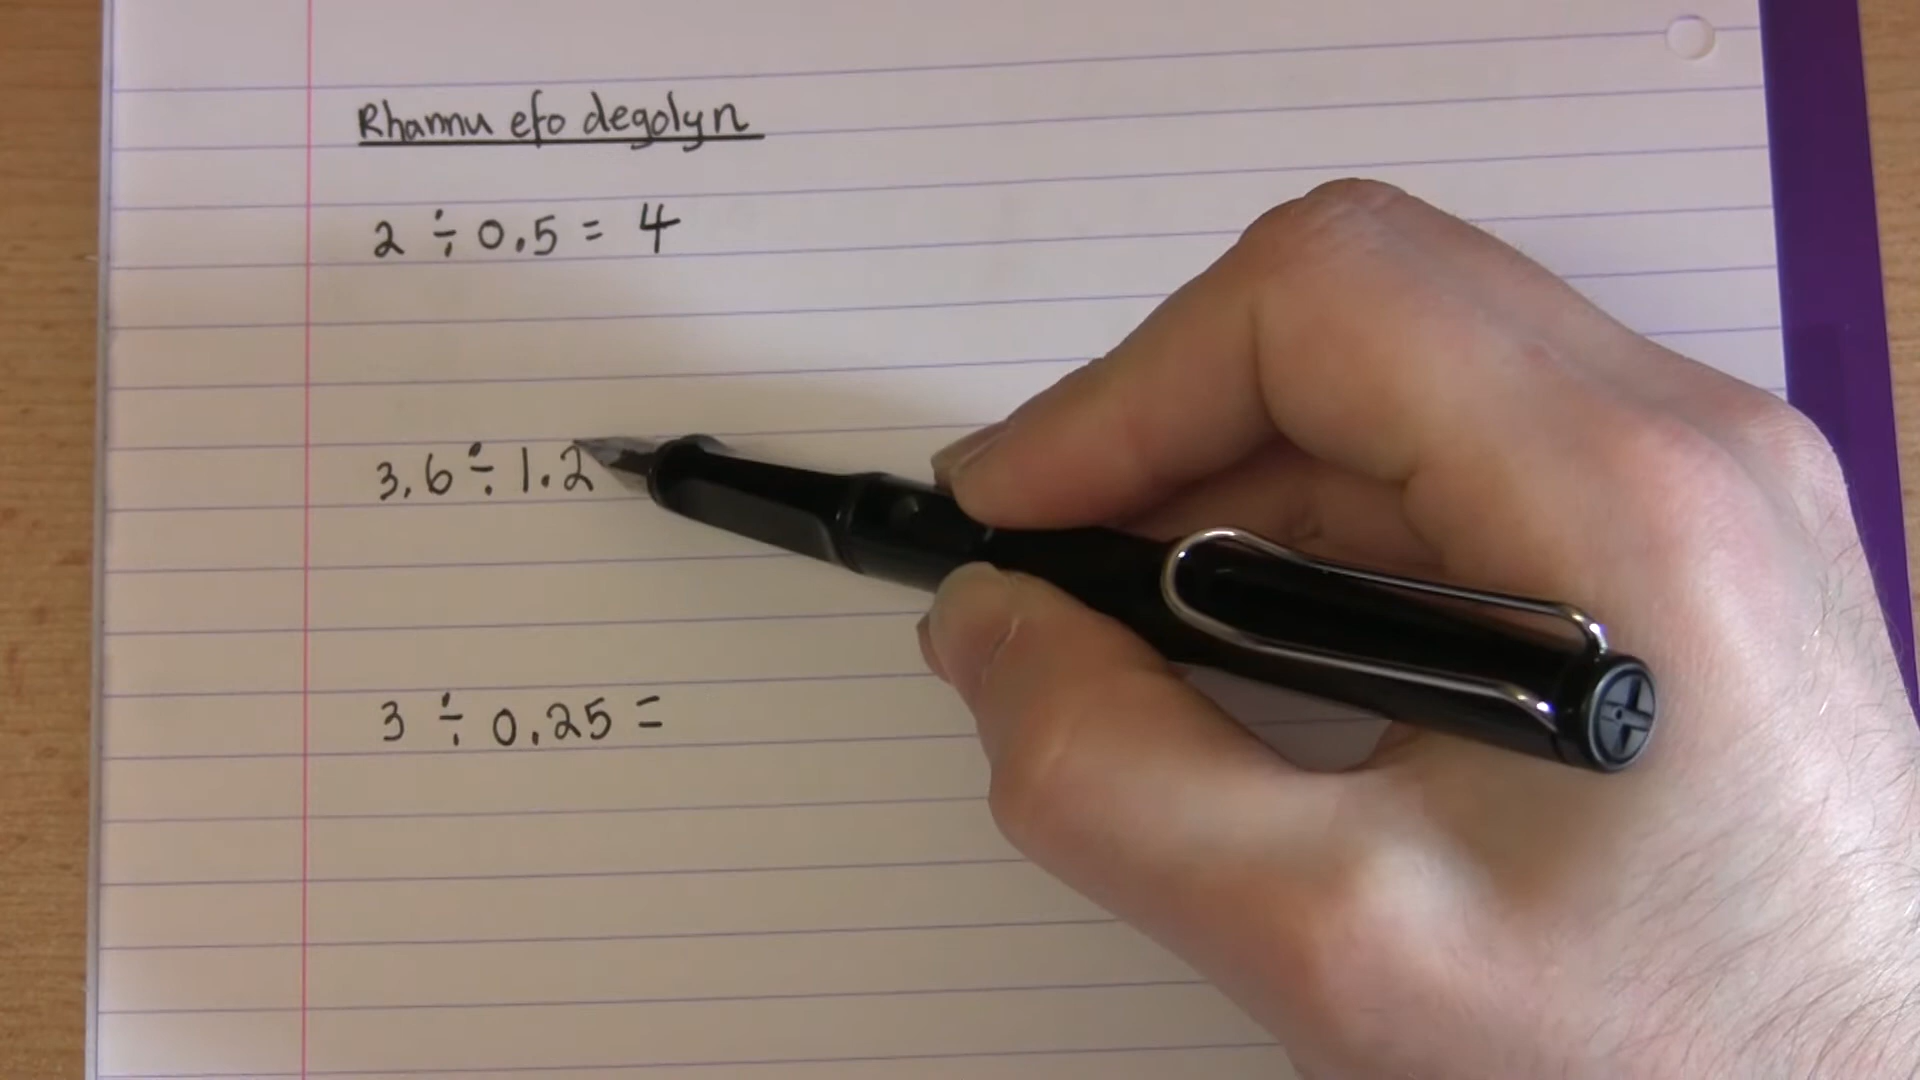 Rhannu efo degolyn
2 ÷ 0.5 = 4
3.6 ÷ 1.2
3 ÷ 0.25 =